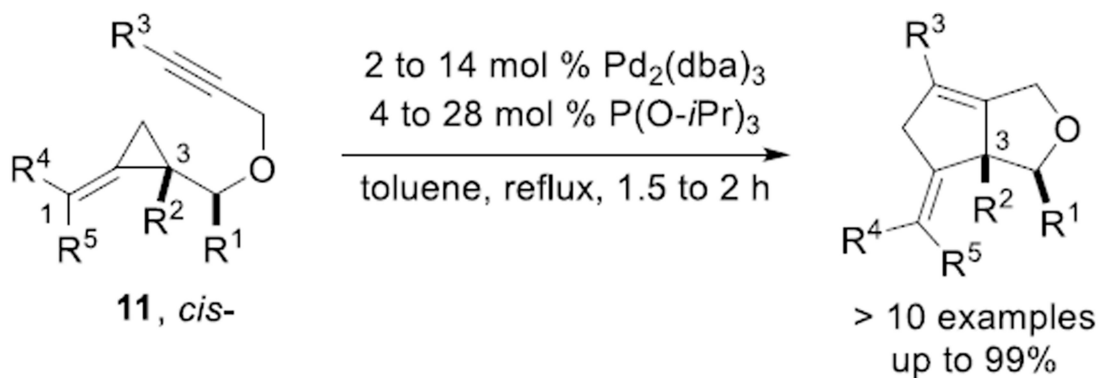 R³
R⁴
1
R⁵
3
R²
R¹
O
11, cis-
2 to 14 mol % Pd₂(dba)₃
4 to 28 mol % P(O-iPr)₃
toluene, reflux, 1.5 to 2 h
R³
O
3
R²
R¹
R⁴
R⁵
> 10 examples
up to 99%